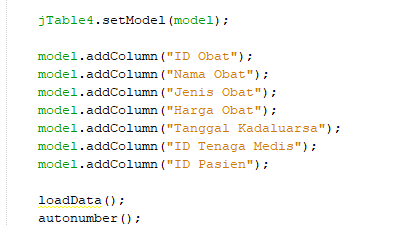 jTable4.setModel(model);
model.addColumn("ID Obat");
model.addColumn("Nama Obat");
model.addColumn("Jenis Obat");
model.addColumn("Harga Obat");
model.addColumn("Tanggal Kadaluarsa");
model.addColumn("ID Tenaga Medis");
model.addColumn("ID Pasien");
loadData();
autonumber();